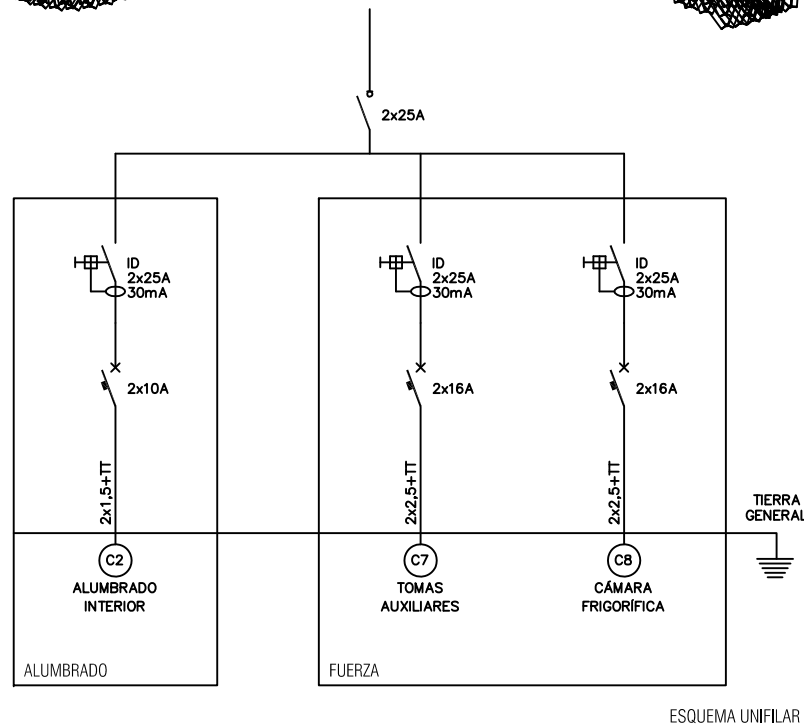 2x25A
ID
2x25A
30mA
2x10A
2x1,5+TT
C2
ALUMBRADO
INTERIOR
ALUMBRADO
ID
2x25A
30mA
2x16A
2x2,5+TT
C7
TOMAS
AUXILIARES
ID
2x25A
30mA
2x16A
2x2,5+TT
C8
CÁMARA
FRIGORÍFICA
FUERZA
TIERRA
GENERAL
ESQUEMA UNIFILAR